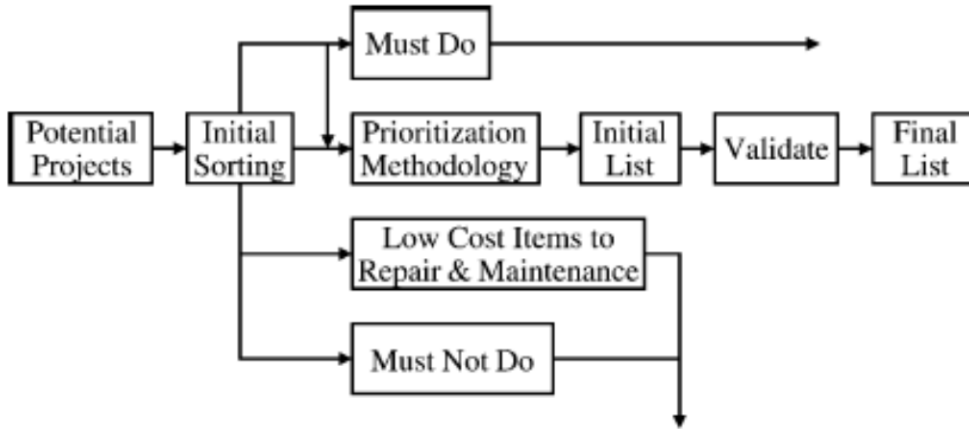 Must Do
Potential
Projects
Initial
Sorting
Prioritization
Methodology
Initial
List
Validate
Final
List
Low Cost Items to
Repair & Maintenance
Must Not Do